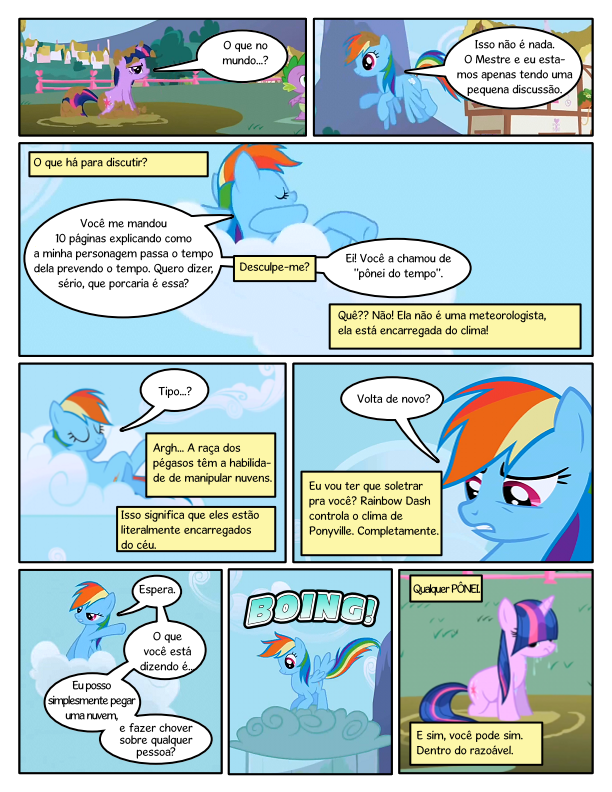 O que no
mundo...?
Isso não é nada.
O Mestre e eu esta-
mos apenas tendo uma
pequena discussão.
O que há para discutir?
Você me mandou
10 páginas explicando como
a minha personagem passa o tempo
dela prevendo o tempo. Quero dizer,
sério, que porcaria é essa?
Desculpe-me?
Ei! Você a chamou de
"pônei do tempo".
Quê?? Não! Ela não é uma meteorologista,
ela está encarregada do clima!
Tipo...?
Argh... A raça dos
pégasos têm a habilida-
de de manipular nuvens.
Isso significa que eles estão
literalmente encarregados
do céu.
Volta de novo?
Eu vou ter que soletrar
pra você? Rainbow Dash
controla o clima de
Ponyville. Completamente.
Espera.
O que
você está
dizendo é...
Eu posso
simplesmente pegar
uma nuvem,
e fazer chover
sobre qualquer
pessoa?
BOING!
Qualquer PÔNEI.
E sim, você pode sim.
Dentro do razoável.